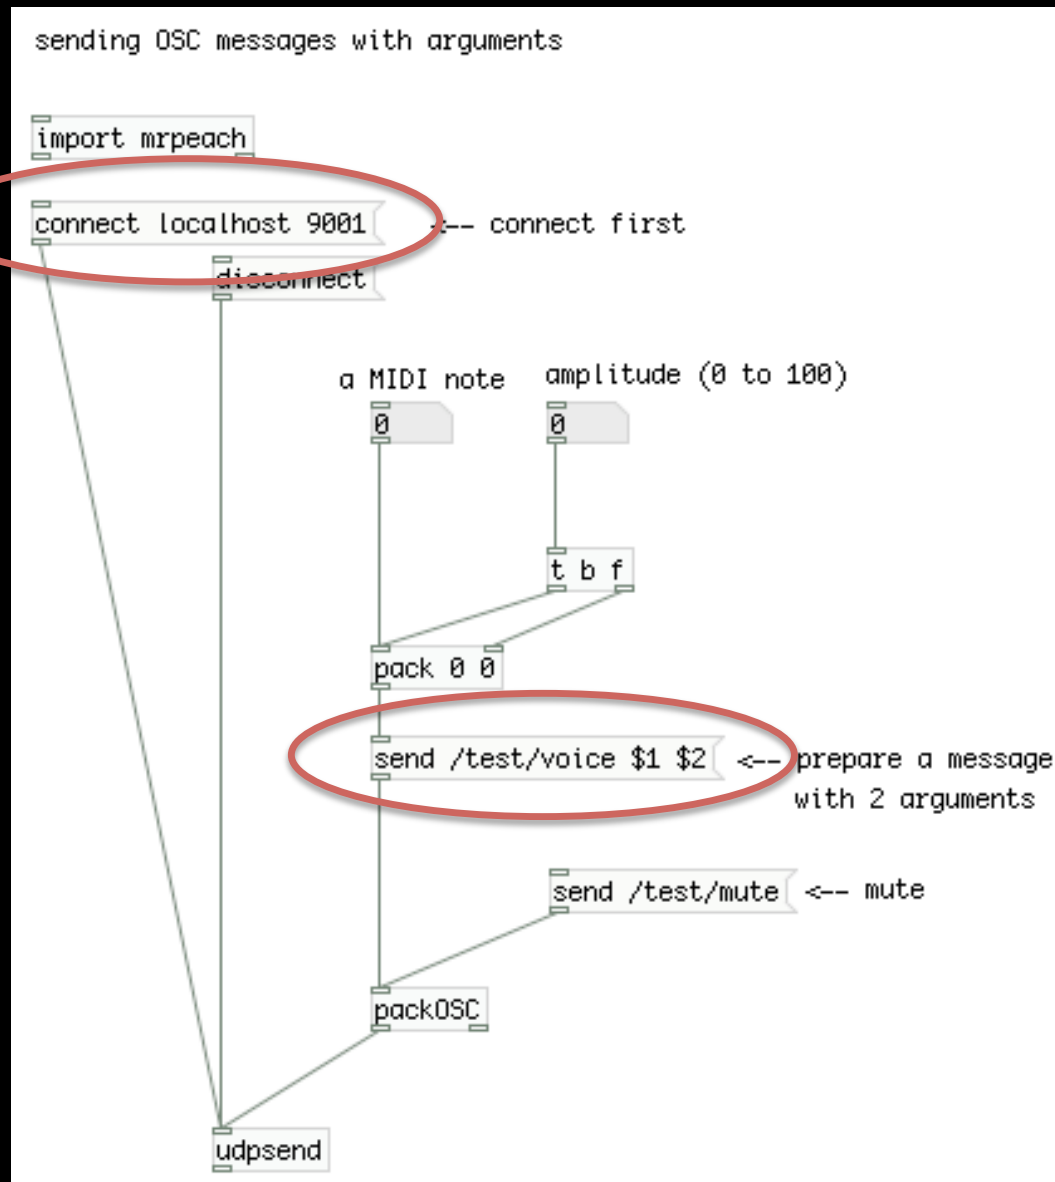 sending OSC messages with arguments
import mrpeach
connect localhost 9001
<-- connect first
disconnect
a MIDI note
amplitude (0 to 100)
0
0
t b f
pack 0 0
send /test/voice $1 $2
<-- prepare a message
with 2 arguments
send /test/mute
<-- mute
packOSC
udpsend